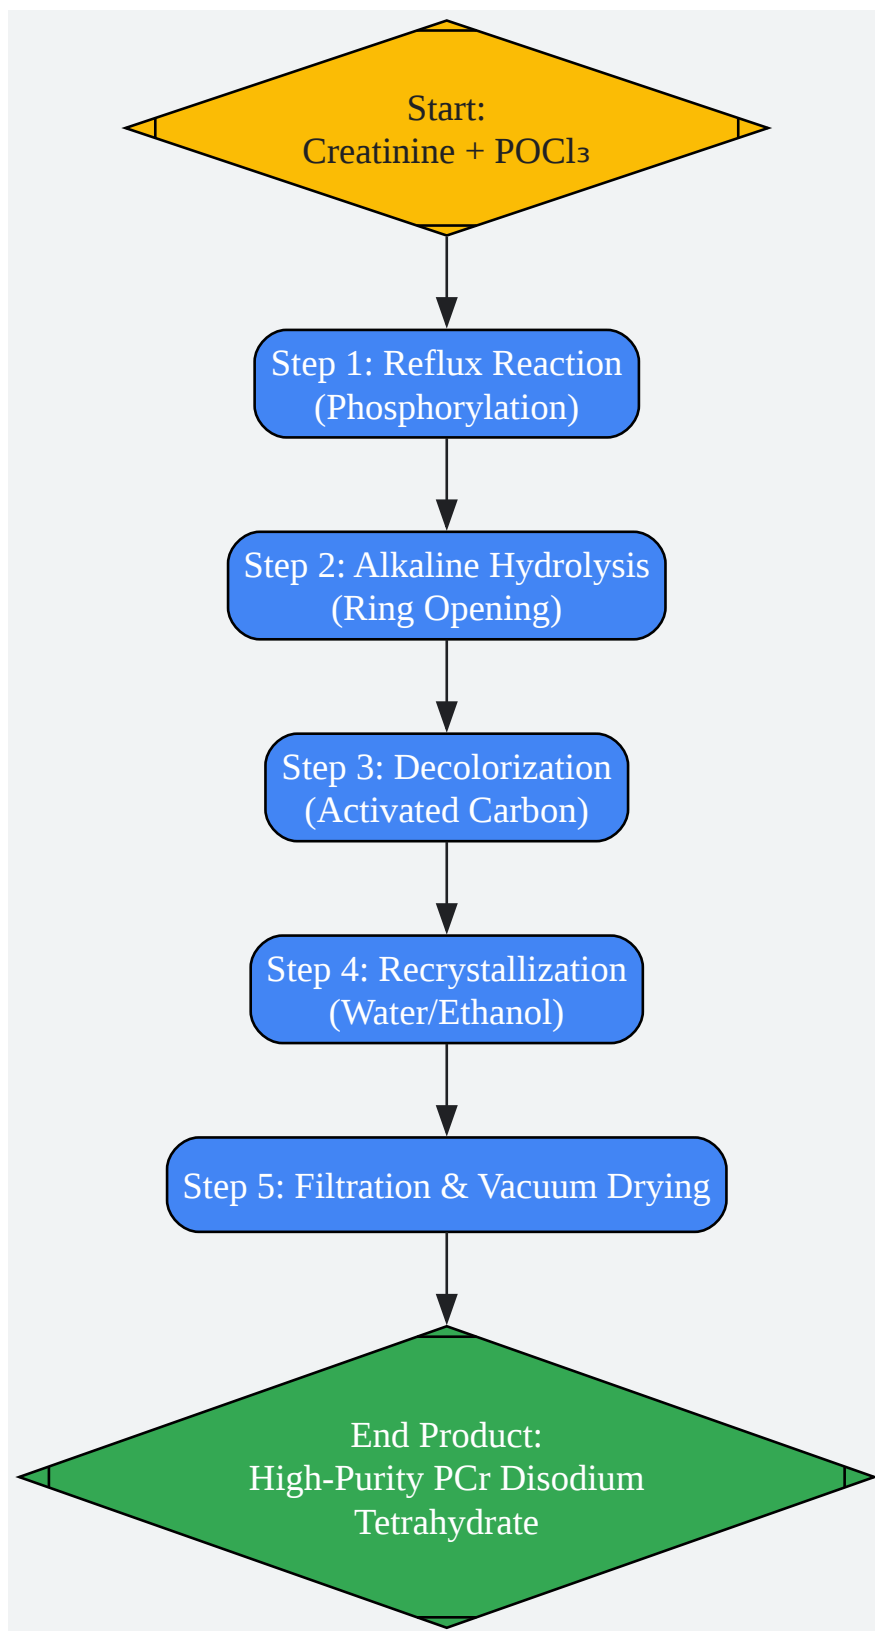 Start:
Creatinine + POCl₃
Step 1: Reflux Reaction
(Phosphorylation)
Step 2: Alkaline Hydrolysis
(Ring Opening)
Step 3: Decolorization
(Activated Carbon)
Step 4: Recrystallization
(Water/Ethanol)
Step 5: Filtration & Vacuum Drying
End Product:
High-Purity PCr Disodium
Tetrahydrate